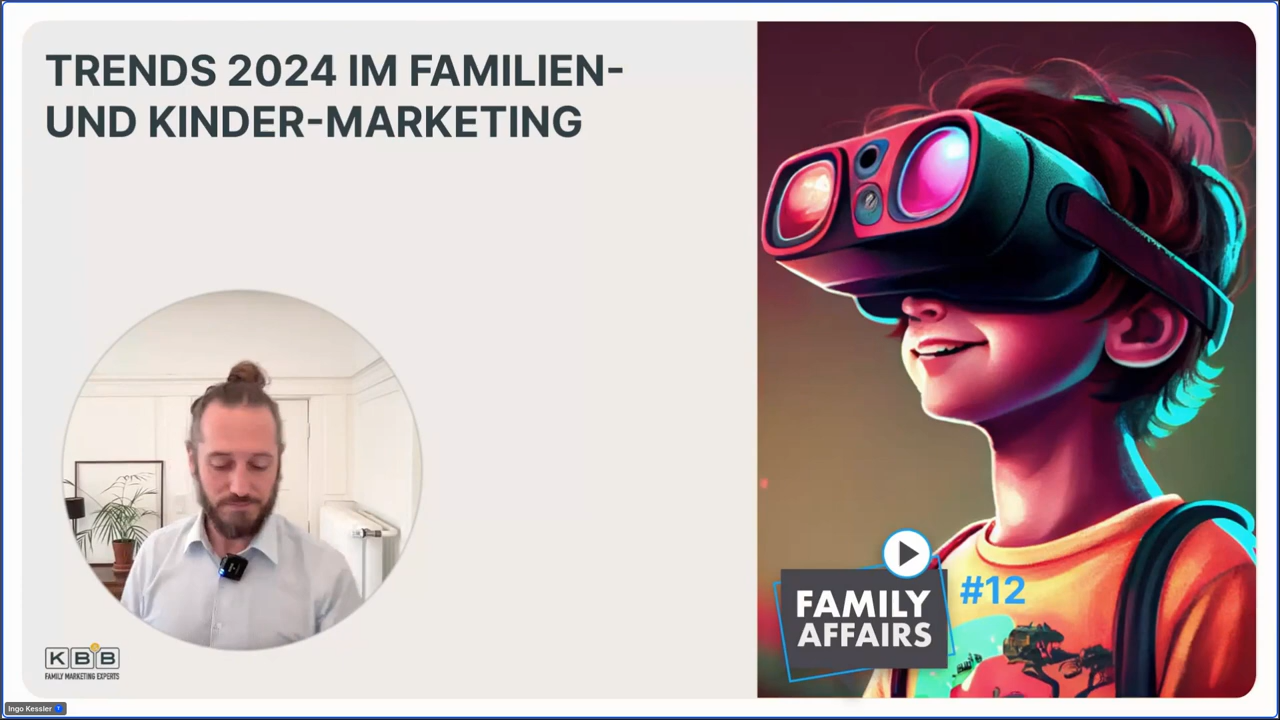 TRENDS 2024 IM FAMILIEN-
UND KINDER-MARKETING
FAMILY
AFFAIRS
#12
KBB
FAMILY MARKETING EXPERTS
Ingo Kessler